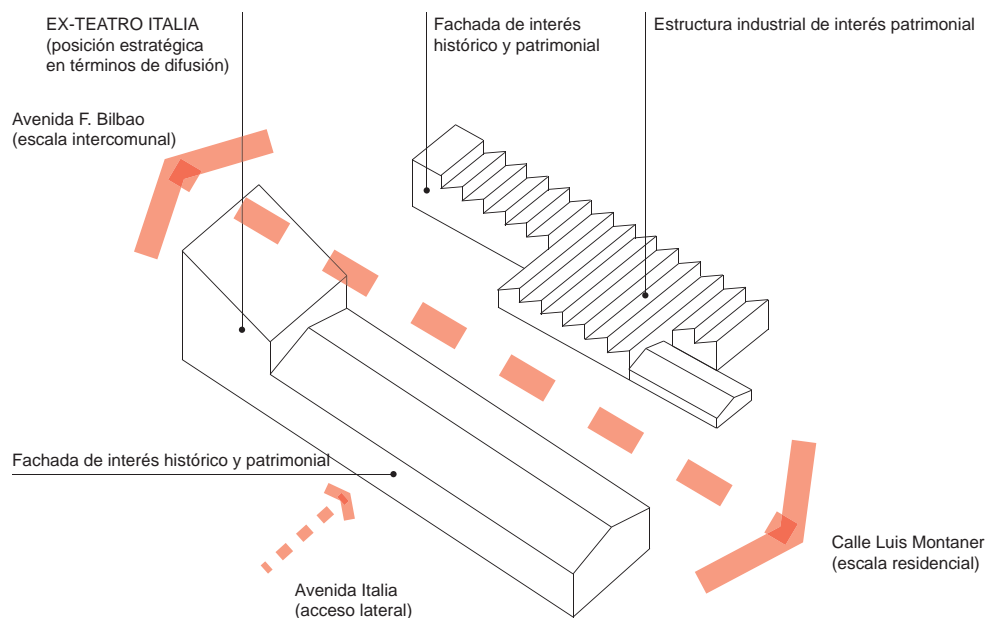 EX-TEATRO ITALIA
(posición estratégica
en términos de difusión)
Fachada de interés
histórico y patrimonial
Estructura industrial de interés patrimonial
Avenida F. Bilbao
(escala intercomunal)
Fachada de interés histórico y patrimonial
Calle Luis Montaner
(escala residencial)
Avenida Italia
(acceso lateral)